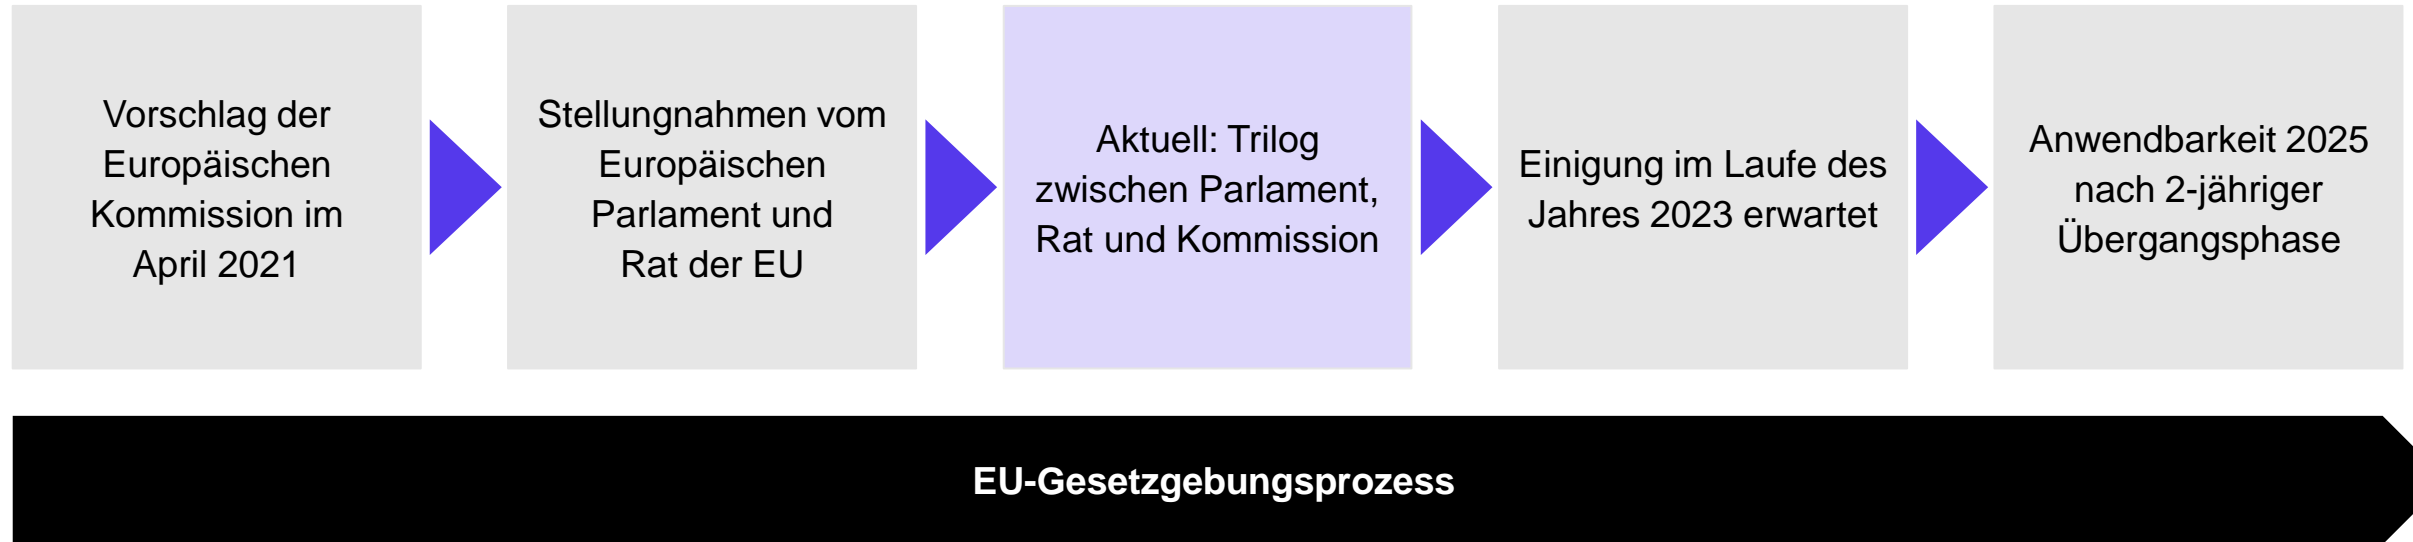 Vorschlag der
Europäischen
Kommission im
April 2021
Stellungnahmen vom
Europäischen
Parlament und
Rat der EU
Aktuell: Trilog
zwischen Parlament,
Rat und Kommission
Einigung im Laufe des
Jahres 2023 erwartet
Anwendbarkeit 2025
nach 2-jähriger
Übergangsphase
EU-Gesetzgebungsprozess